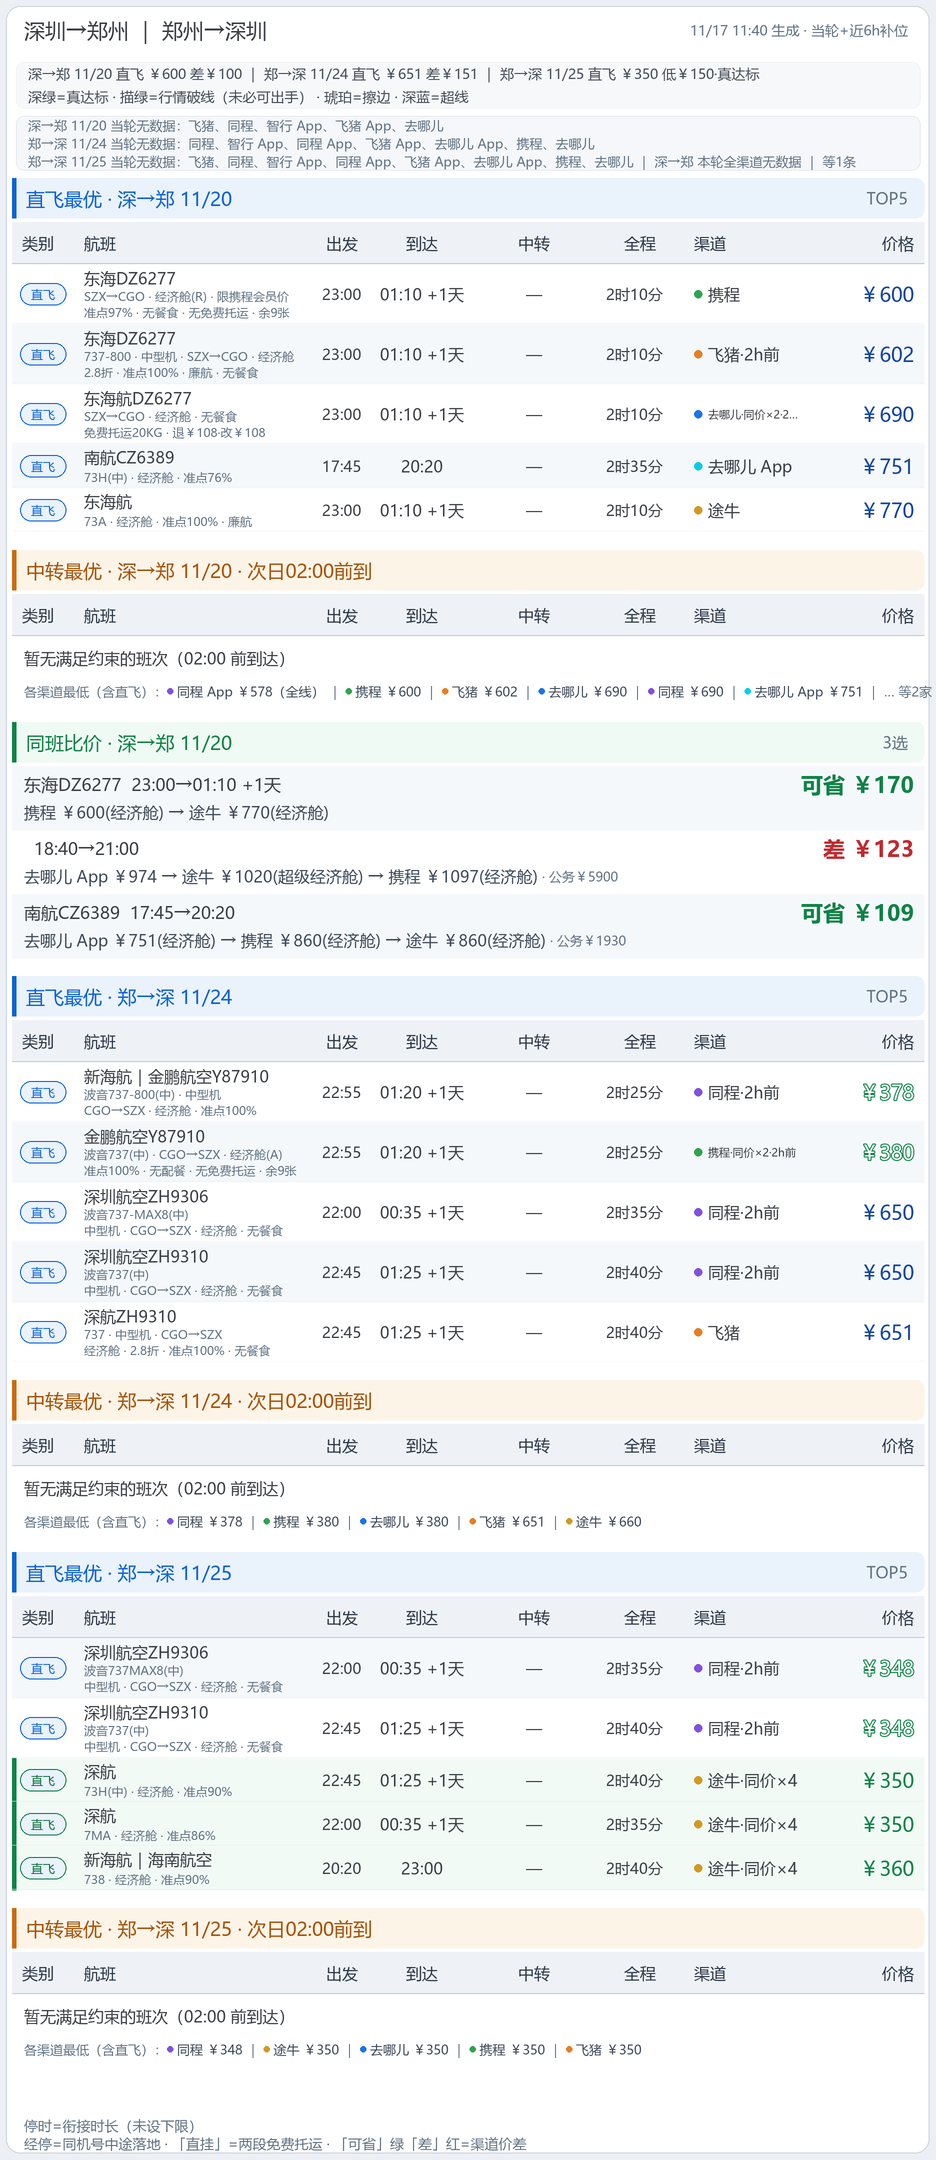 深圳→郑州 | 郑州→深圳
11/17 11:40 生成 · 当轮+近6h补位
深→郑 11/20 直飞 ¥600 差¥100 | 郑→深 11/24 直飞 ¥651 差¥151 | 郑→深 11/25 直飞 ¥350 低¥150·真达标
深绿=真达标 · 描绿=行情破线（未必可出手） · 琥珀=擦边 · 深蓝=超线
深→郑 11/20 当轮无数据：飞猪、同程、智行 App、飞猪 App、去哪儿
郑→深 11/24 当轮无数据：同程、智行 App、同程 App、飞猪 App、去哪儿 App、携程、去哪儿
郑→深 11/25 当轮无数据：飞猪、同程、智行 App、同程 App、飞猪 App、去哪儿 App、携程、去哪儿 | 深→郑 本轮全渠道无数据 | 等1条
直飞最优 · 深→郑 11/20 TOP5
类别 航班 出发 到达 中转 全程 渠道 价格
东海DZ6277
直飞 SZX→CGO · 经济舱(R) · 限携程会员价 23:00 01:10 +1天 — 2时10分 携程 ¥600
准点97% · 无餐食 · 无免费托运 · 余9张
东海DZ6277
直飞 737-800 · 中型机 · SZX→CGO · 经济舱 23:00 01:10 +1天 — 2时10分 飞猪·2h前 ¥602
2.8折 · 准点100% · 廉航 · 无餐食
东海航DZ6277
直飞 SZX→CGO · 经济舱 · 无餐食 23:00 01:10 +1天 — 2时10分 去哪儿·同价×2·2... ¥690
免费托运20KG · 退¥108·改¥108
南航CZ6389
直飞 73H(中) · 经济舱 · 准点76% 17:45 20:20 — 2时35分 去哪儿 App ¥751
东海航
直飞 73A · 经济舱 · 准点100% · 廉航 23:00 01:10 +1天 — 2时10分 途牛 ¥770
中转最优 · 深→郑 11/20 · 次日02:00前到
类别 航班 出发 到达 中转 全程 渠道 价格
暂无满足约束的班次（02:00 前到达）
各渠道最低（含直飞）： 同程 App ¥578（全线） | 携程 ¥600 | 飞猪 ¥602 | 去哪儿 ¥690 | 同程 ¥690 | 去哪儿 App ¥751 | ... 等2家
同班比价 · 深→郑 11/20 3选
东海DZ6277 23:00→01:10 +1天 可省 ¥170
携程 ¥600(经济舱) → 途牛 ¥770(经济舱)
18:40→21:00 差 ¥123
去哪儿 App ¥974 → 途牛 ¥1020(超级经济舱) → 携程 ¥1097(经济舱) · 公务¥5900
南航CZ6389 17:45→20:20 可省 ¥109
去哪儿 App ¥751(经济舱) → 携程 ¥860(经济舱) → 途牛 ¥860(经济舱) · 公务¥1930
直飞最优 · 郑→深 11/24 TOP5
类别 航班 出发 到达 中转 全程 渠道 价格
新海航 | 金鹏航空Y87910
直飞 波音737-800(中) · 中型机 22:55 01:20 +1天 — 2时25分 同程·2h前 ¥378
CGO→SZX · 经济舱 · 准点100%
金鹏航空Y87910
直飞 波音737(中) · CGO→SZX · 经济舱(A) 22:55 01:20 +1天 — 2时25分 携程·同价×2·2h前 ¥380
准点100% · 无配餐 · 无免费托运 · 余9张
深圳航空ZH9306
直飞 波音737-MAX8(中) 22:00 00:35 +1天 — 2时35分 同程·2h前 ¥650
中型机 · CGO→SZX · 经济舱 · 无餐食
深圳航空ZH9310
直飞 波音737(中) 22:45 01:25 +1天 — 2时40分 同程·2h前 ¥650
中型机 · CGO→SZX · 经济舱 · 无餐食
深航ZH9310
直飞 737 · 中型机 · CGO→SZX 22:45 01:25 +1天 — 2时40分 飞猪 ¥651
经济舱 · 2.8折 · 准点100% · 无餐食
中转最优 · 郑→深 11/24 · 次日02:00前到
类别 航班 出发 到达 中转 全程 渠道 价格
暂无满足约束的班次（02:00 前到达）
各渠道最低（含直飞）： 同程 ¥378 | 携程 ¥380 | 去哪儿 ¥380 | 飞猪 ¥651 | 途牛 ¥660
直飞最优 · 郑→深 11/25 TOP5
类别 航班 出发 到达 中转 全程 渠道 价格
深圳航空ZH9306
直飞 波音737MAX8(中) 22:00 00:35 +1天 — 2时35分 同程·2h前 ¥348
中型机 · CGO→SZX · 经济舱 · 无餐食
深圳航空ZH9310
直飞 波音737(中) 22:45 01:25 +1天 — 2时40分 同程·2h前 ¥348
中型机 · CGO→SZX · 经济舱 · 无餐食
深航
直飞 73H(中) · 经济舱 · 准点90% 22:45 01:25 +1天 — 2时40分 途牛·同价×4 ¥350
深航
直飞 7MA · 经济舱 · 准点86% 22:00 00:35 +1天 — 2时35分 途牛·同价×4 ¥350
新海航 | 海南航空
直飞 738 · 经济舱 · 准点90% 20:20 23:00 — 2时40分 途牛·同价×4 ¥360
中转最优 · 郑→深 11/25 · 次日02:00前到
类别 航班 出发 到达 中转 全程 渠道 价格
暂无满足约束的班次（02:00 前到达）
各渠道最低（含直飞）： 同程 ¥348 | 途牛 ¥350 | 去哪儿 ¥350 | 携程 ¥350 | 飞猪 ¥350
停时=衔接时长（未设下限）
经停=同机号中途落地 · 「直挂」=两段免费托运 · 「可省」绿「差」红=渠道价差